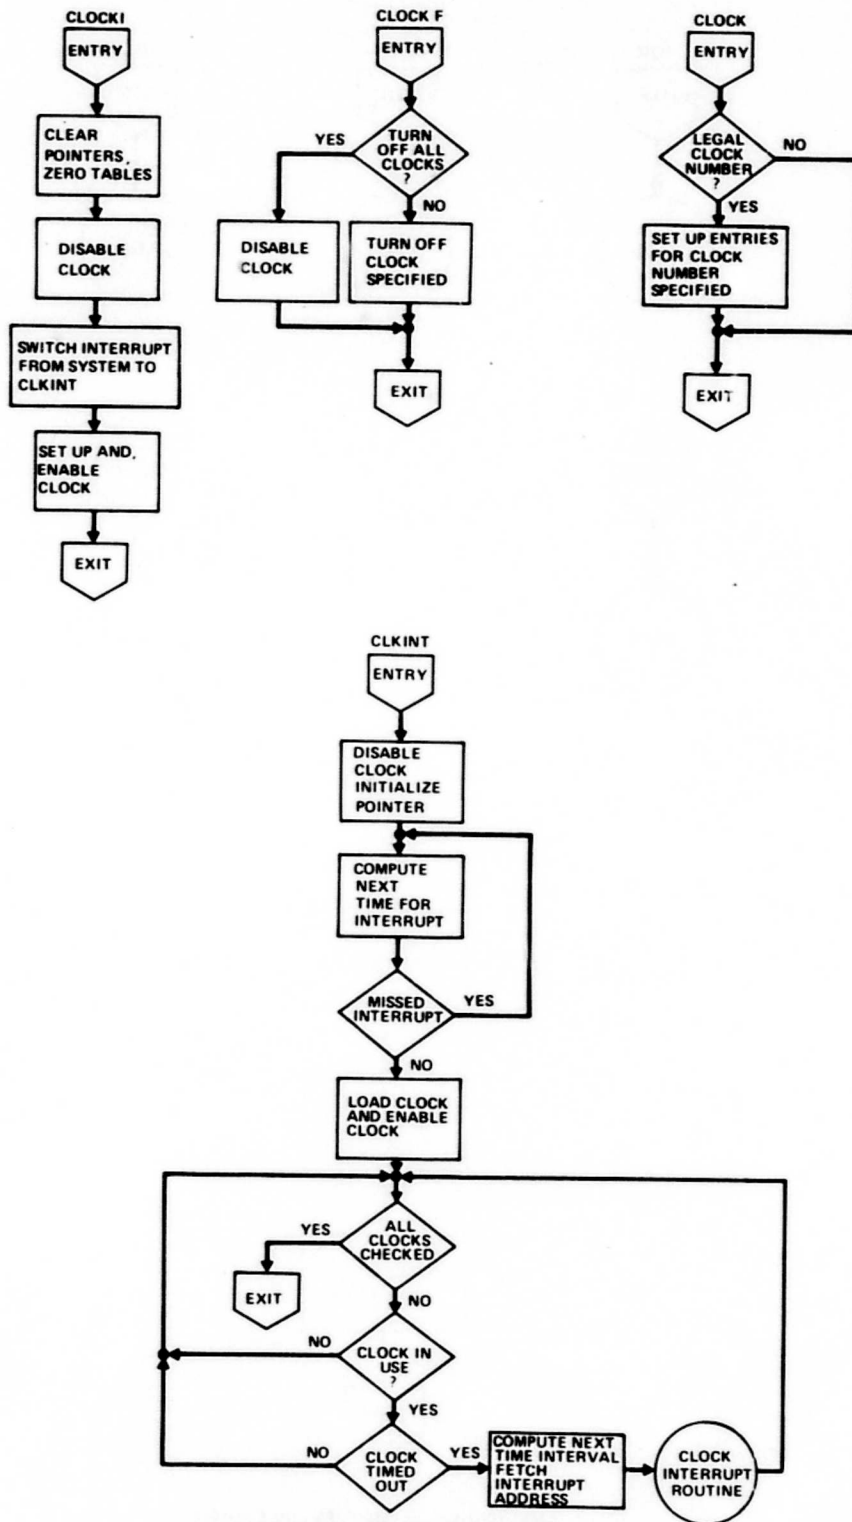 CLOCKI
ENTRY
CLEAR
POINTERS,
ZERO TABLES
DISABLE
CLOCK
SWITCH INTERRUPT
FROM SYSTEM TO
CLKINT
SET UP AND,
ENABLE
CLOCK
EXIT
CLOCK F
ENTRY
TURN
OFF ALL
CLOCKS
?
YES
NO
DISABLE
CLOCK
TURN OFF
CLOCK
SPECIFIED
EXIT
CLOCK
ENTRY
LEGAL
CLOCK
NUMBER
?
NO
YES
SET UP ENTRIES
FOR CLOCK
NUMBER
SPECIFIED
EXIT
CLKINT
ENTRY
DISABLE
CLOCK
INITIALIZE
POINTER
COMPUTE
NEXT
TIME FOR
INTERRUPT
MISSED
INTERRUPT
YES
NO
LOAD CLOCK
AND ENABLE
CLOCK
ALL
CLOCKS
CHECKED
YES
EXIT
NO
CLOCK IN
USE
?
NO
YES
CLOCK
TIMED
OUT
NO
YES
COMPUTE NEXT
TIME INTERVAL
FETCH
INTERRUPT
ADDRESS
CLOCK
INTERRUPT
ROUTINE